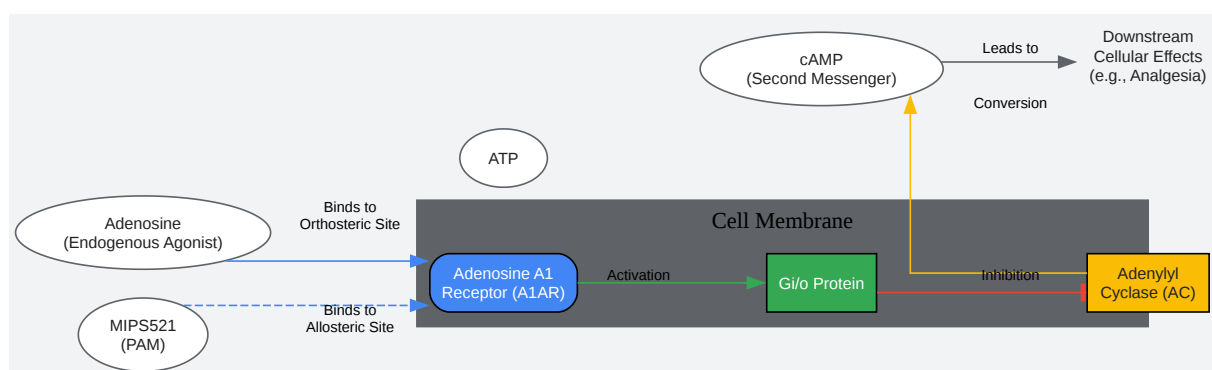 cAMP
(Second Messenger)
Leads to
Downstream
Cellular Effects
(e.g., Analgesia)
Conversion
ATP
Adenosine
(Endogenous Agonist)
Binds to
Orthosteric Site
Cell Membrane
Adenosine A1
Receptor (A1AR)
Activation
Gi/o Protein
Inhibition
Adenylyl
Cyclase (AC)
MIPS521
(PAM)
Binds to
Allosteric Site